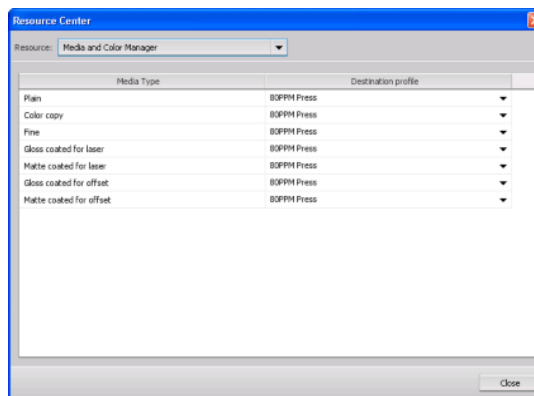 Resource Center
Resource: Media and Color Manager
Media Type Destination profile
Plain 80PPM Press
Color copy 80PPM Press
Fine 80PPM Press
Gloss coated for laser 80PPM Press
Matte coated for laser 80PPM Press
Gloss coated for offset 80PPM Press
Matte coated for offset 80PPM Press
Close